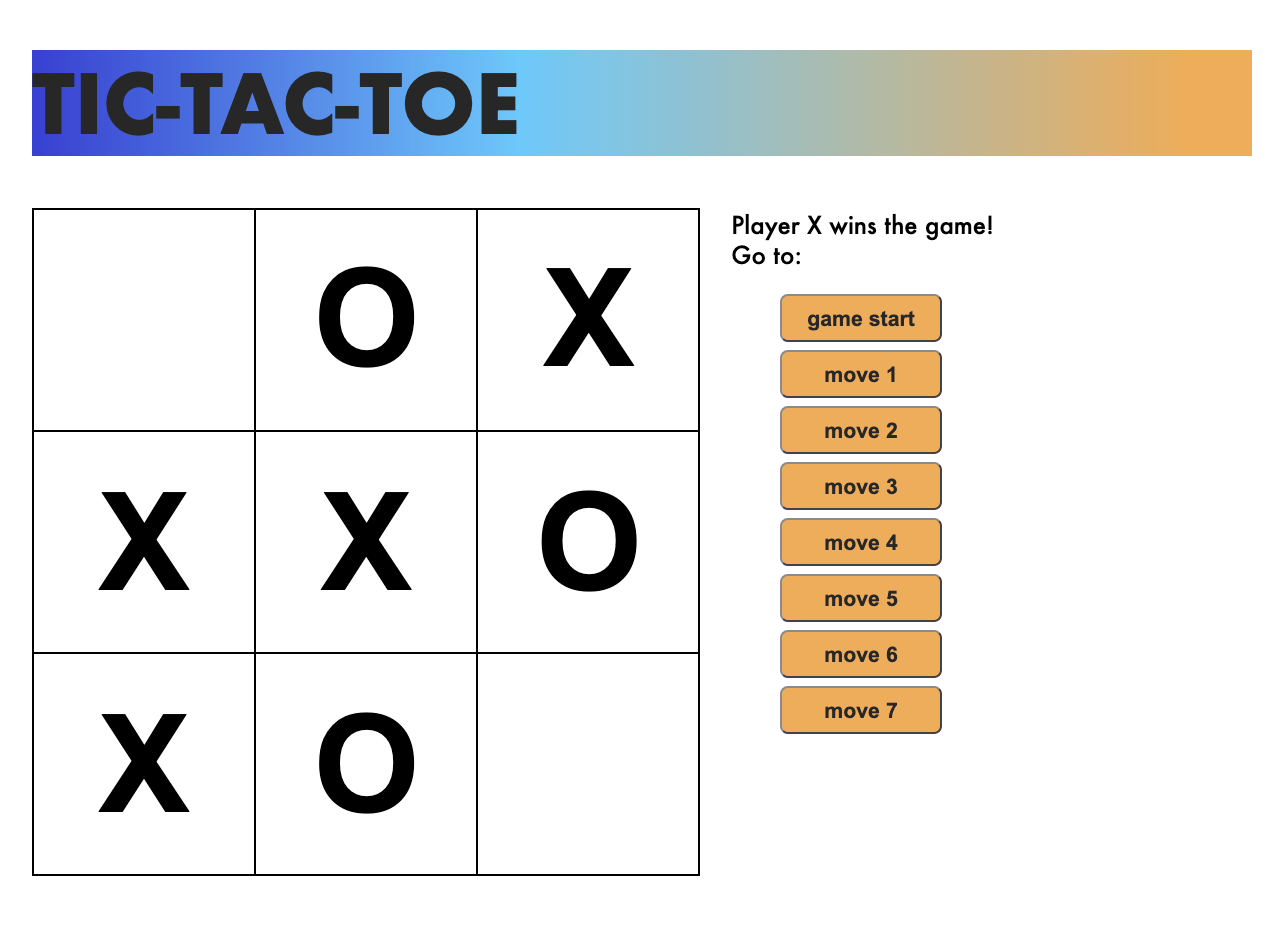 TIC-TAC-TOE
O X
X X O
X O
Player X wins the game!
Go to:
game start
move 1
move 2
move 3
move 4
move 5
move 6
move 7